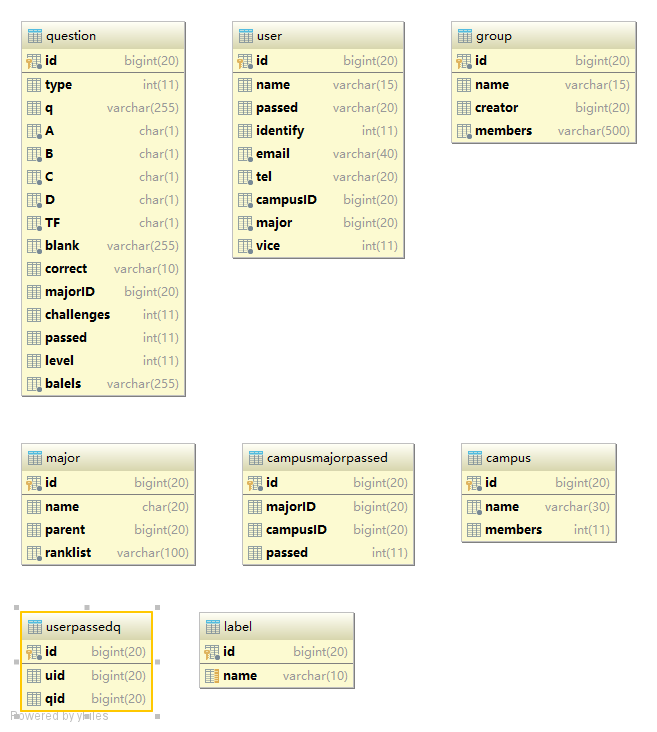 question
id bigint(20)
type int(11)
q varchar(255)
A char(1)
B char(1)
C char(1)
D char(1)
TF char(1)
blank varchar(255)
correct varchar(10)
majorID bigint(20)
challenges int(11)
passed int(11)
level int(11)
balels varchar(255)
user
id bigint(20)
name varchar(15)
passed varchar(20)
identify int(11)
email varchar(40)
tel varchar(20)
campusID bigint(20)
major bigint(20)
vice int(11)
group
id bigint(20)
name varchar(15)
creator bigint(20)
members varchar(500)
major
id bigint(20)
name char(20)
parent bigint(20)
ranklist varchar(100)
campusmajorpassed
id bigint(20)
majorID bigint(20)
campusID bigint(20)
passed int(11)
campus
id bigint(20)
name varchar(30)
members int(11)
userpassedq
id bigint(20)
uid bigint(20)
qid bigint(20)
label
id bigint(20)
name varchar(10)
Powered by yFiles